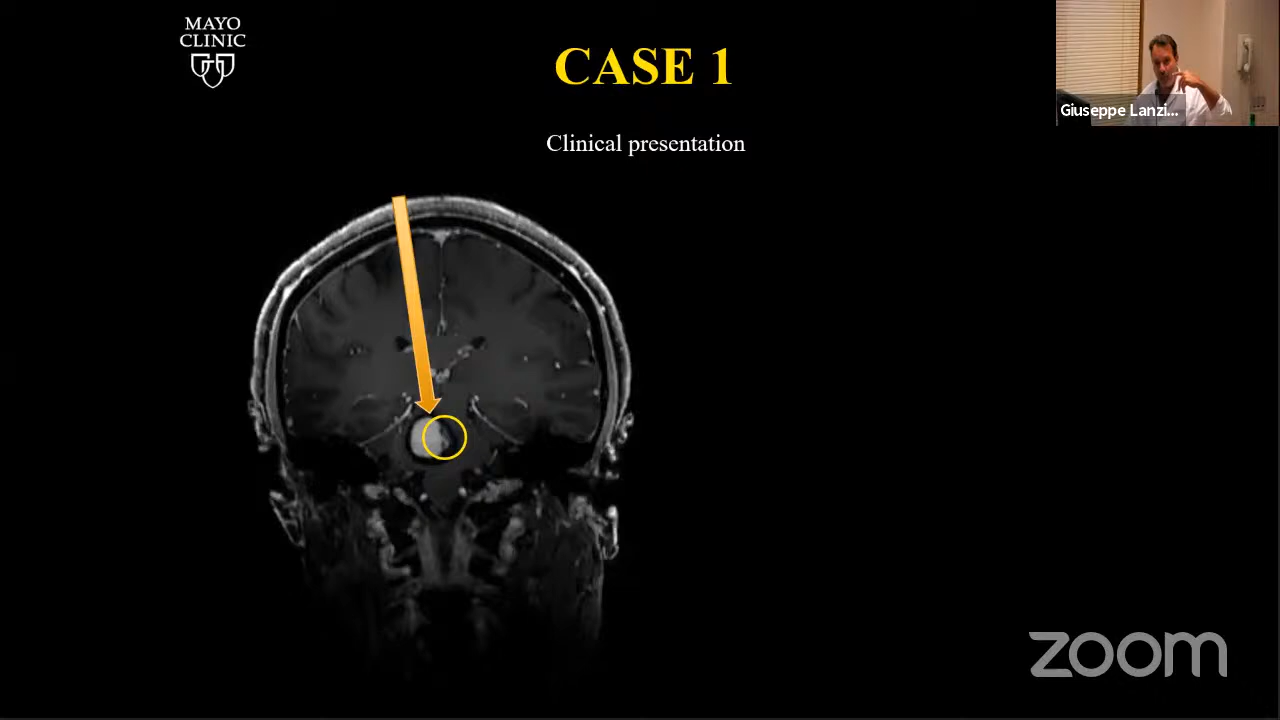 MAYO
CLINIC
CASE 1
Giuseppe Lanzi...
Clinical presentation
zoom